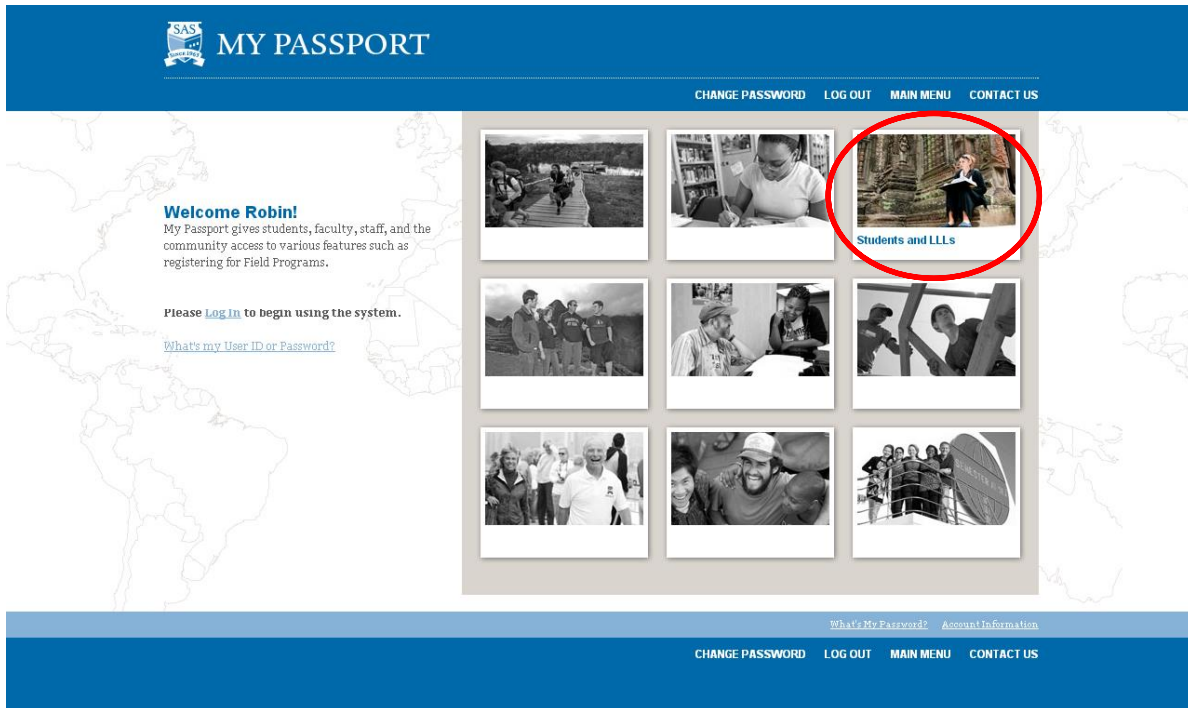 SAS
SINCE 1963
MY PASSPORT
CHANGE PASSWORD LOG OUT MAIN MENU CONTACT US
Welcome Robin!
My Passport gives students, faculty, staff, and the
community access to various features such as
registering for Field Programs.
Please Log In to begin using the system.
What's my User ID or Password?
Students and LLLs
SEMESTER AT SEA
What's My Password? Account Information
CHANGE PASSWORD LOG OUT MAIN MENU CONTACT US